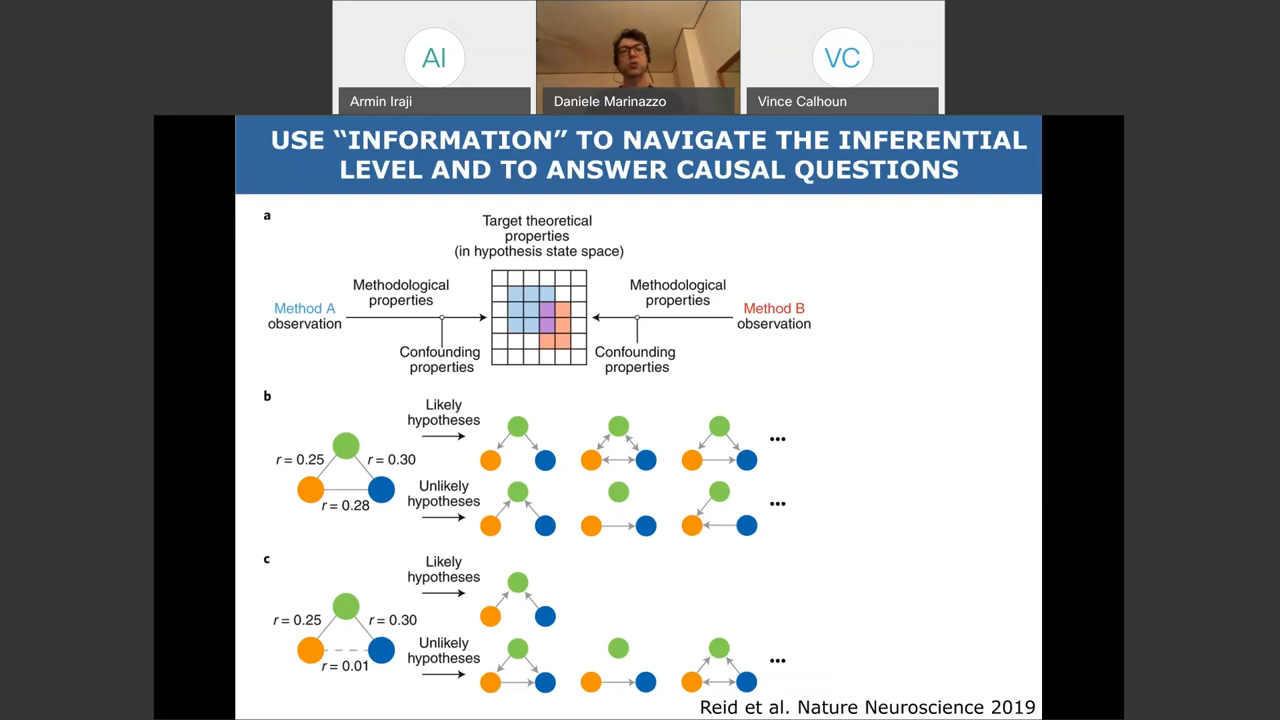 AI
VC
Armin Iraji
Daniele Marinazzo
Vince Calhoun
USE “INFORMATION” TO NAVIGATE THE INFERENTIAL
LEVEL AND TO ANSWER CAUSAL QUESTIONS
a
Target theoretical
properties
(in hypothesis state space)
Methodological
properties
Method A
observation
Confounding
properties
Methodological
properties
Method B
observation
Confounding
properties
b
r = 0.25
r = 0.30
r = 0.28
Likely
hypotheses
...
Unlikely
hypotheses
...
c
r = 0.25
r = 0.30
r = 0.01
Likely
hypotheses
Unlikely
hypotheses
...
Reid et al. Nature Neuroscience 2019